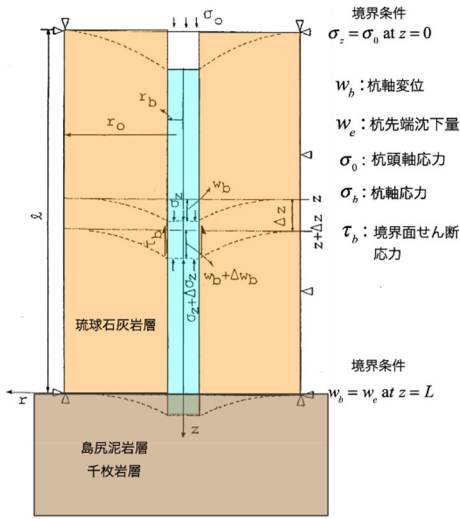 σo
境界条件
σz = σ0 at z = 0
rb
wb：杭軸変位
ro
we：杭先端沈下量
σ0：杭頭軸応力
σz
wb
z
σb：杭軸応力
Δz
ℓ
z+Δz
τb
τb：境界面せん断
応力
wb+Δwb
σz+Δσz
琉球石灰岩層
境界条件
r
wb = we at z = L
z
島尻泥岩層
千枚岩層